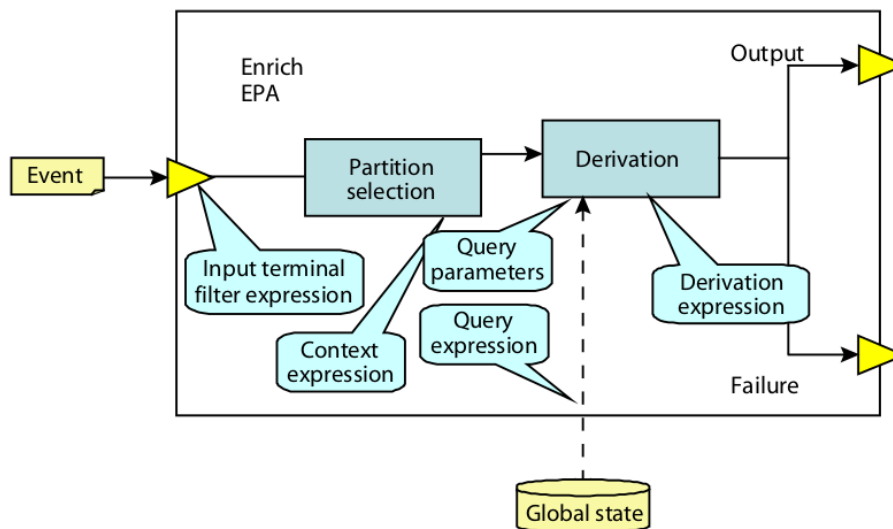 Output
Enrich
EPA
Event
Partition
selection
Derivation
Input terminal
filter expression
Query
parameters
Derivation
expression
Context
expression
Query
expression
Failure
Global state